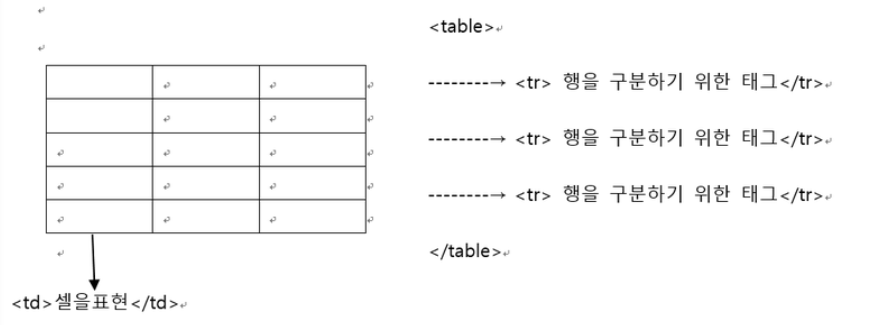 <table>
--------→ <tr> 행을 구분하기 위한 태그</tr>
--------→ <tr> 행을 구분하기 위한 태그</tr>
--------→ <tr> 행을 구분하기 위한 태그</tr>
</table>
<td>셀을표현</td>